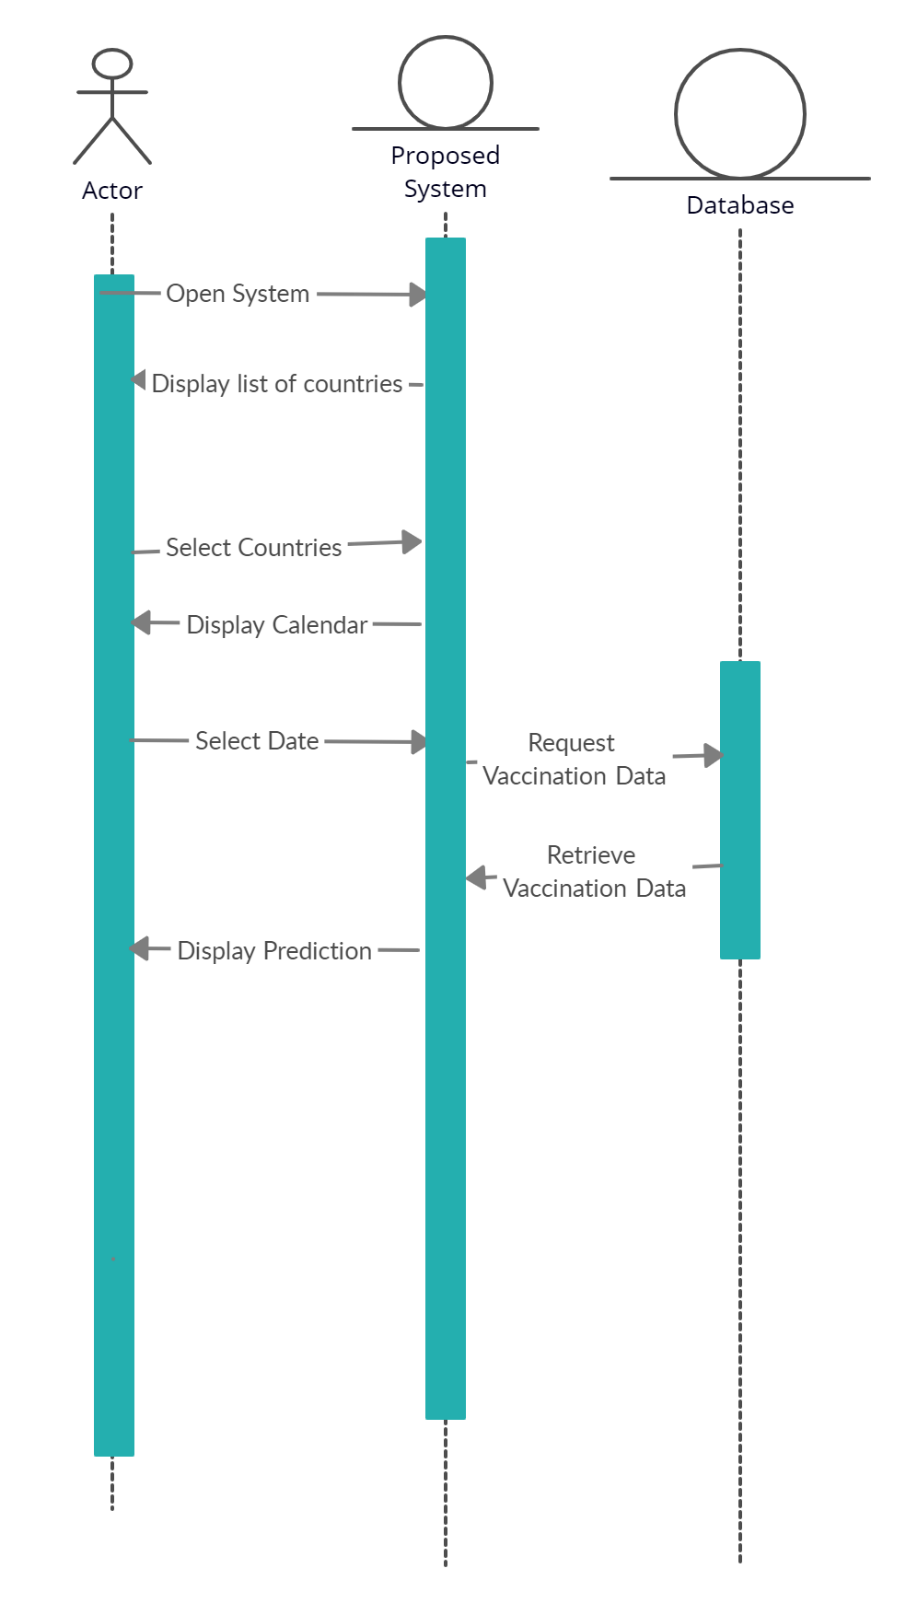 Actor
Proposed
System
Database
Open System
Display list of countries
Select Countries
Display Calendar
Select Date
Request
Vaccination Data
Retrieve
Vaccination Data
Display Prediction